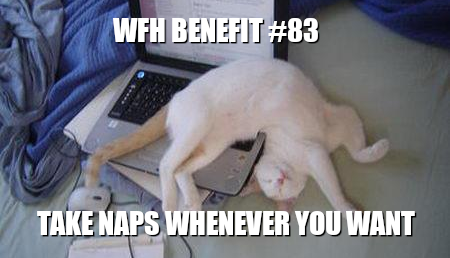 WFH BENEFIT #83
TAKE NAPS WHENEVER YOU WANT